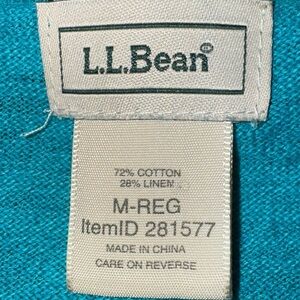 L.L.Bean®
72% COTTON
28% LINEN
M-REG
ItemID 281577
MADE IN CHINA
CARE ON REVERSE